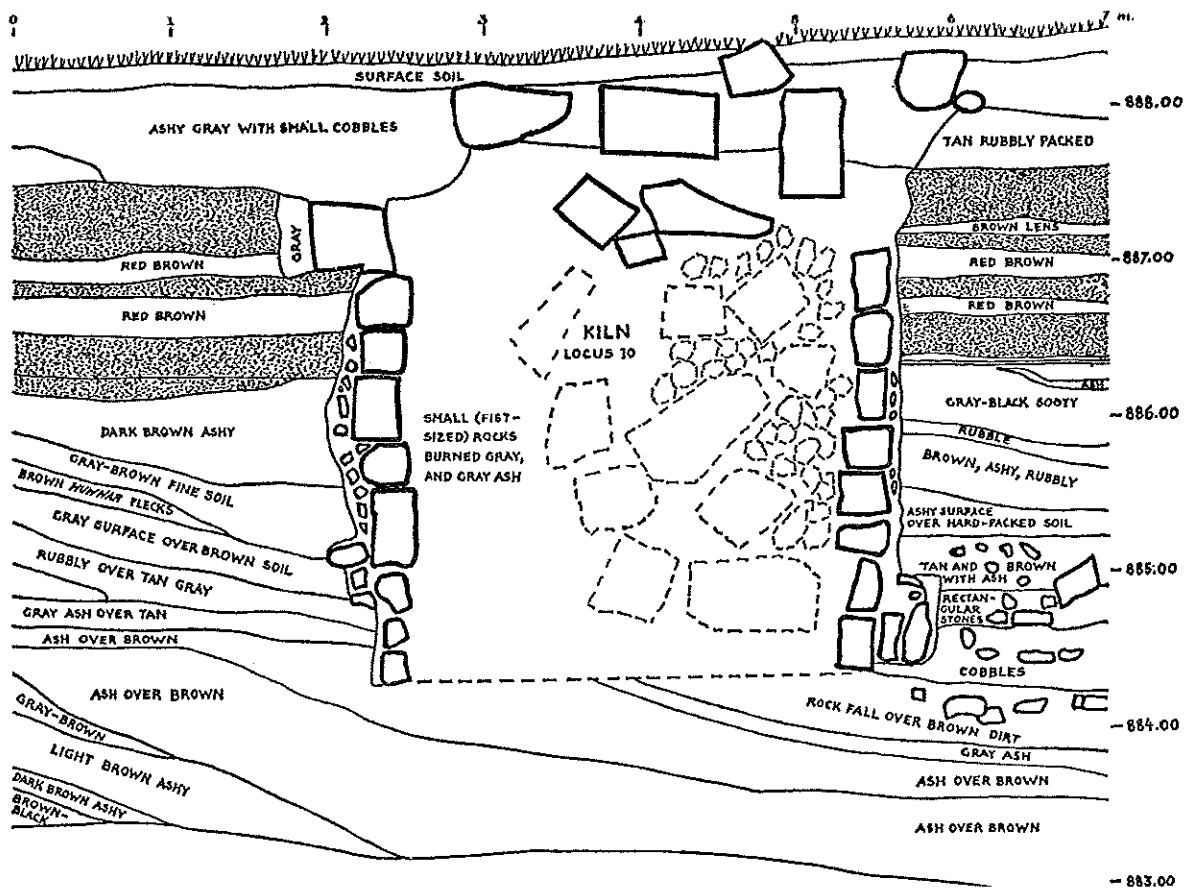 0 1 2 3 4 5 6 7 m.
SURFACE SOIL
888.00
ASHY GRAY WITH SMALL COBBLES
TAN RUBBLY PACKED
GRAY
BROWN LENS
RED BROWN
RED BROWN
887.00
RED BROWN
RED BROWN
KILN
LOCUS 10
ASH
GRAY-BLACK SOOTY
886.00
SMALL (FIST-
SIZED) ROCKS
BURNED GRAY,
AND GRAY ASH
DARK BROWN ASHY
RUBBLE
BROWN, ASHY, RUBBLY
GRAY-BROWN FINE SOIL
BROWN HUWWAR FLECKS
GRAY SURFACE OVER BROWN SOIL
ASHY SURFACE
OVER HARD-PACKED SOIL
885.00
TAN AND BROWN
WITH ASH
RUBBLY OVER TAN GRAY
RECTAN-
GULAR
STONES
GRAY ASH OVER TAN
ASH OVER BROWN
COBBLES
ASH OVER BROWN
ROCK FALL OVER BROWN DIRT
884.00
GRAY-BROWN
GRAY ASH
LIGHT BROWN ASHY
ASH OVER BROWN
DARK BROWN ASHY
BROWN-
BLACK
ASH OVER BROWN
883.00